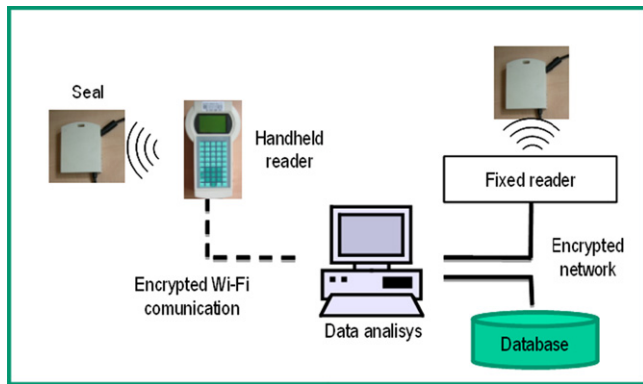 Seal
Handheld
reader
Fixed reader
Encrypted Wi-Fi
comunication
Encrypted
network
Data analisys
Database